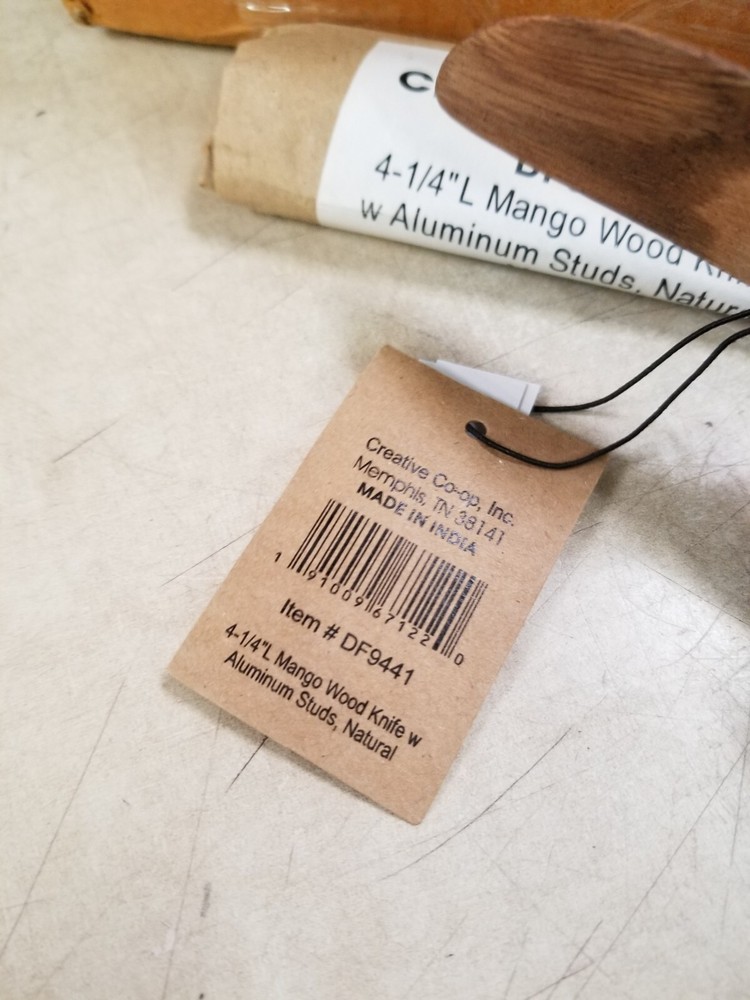 C
4-1/4"L Mango Wood
w Aluminum Studs, Natur
Creative Co-op, Inc.
Memphis, TN 38141
MADE IN INDIA
1 91009 67122 0
Item # DF9441
4-1/4"L Mango Wood Knife w
Aluminum Studs, Natural